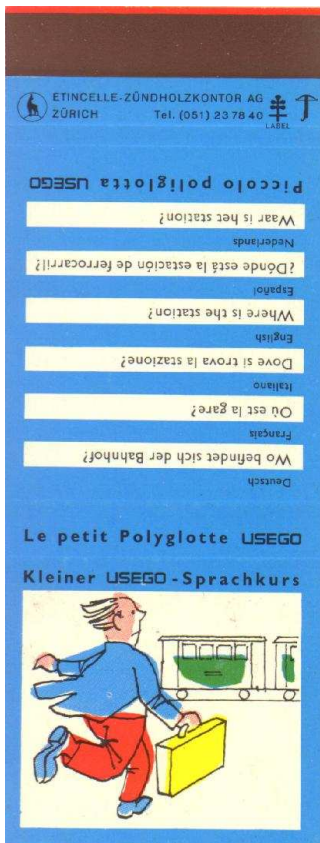 ETINCELLE-ZÜNDHOLZKONTOR AG
ZÜRICH Tel. (051) 23 78 40
LABEL
Le petit Polyglotte USEGO
Kleiner USEGO-Sprachkurs
Deutsch
Wo befindet sich der Bahnhof?
Français
Où est la gare?
Italiano
Dove si trova la stazione?
English
Where is the station?
Español
¿Dónde está la estación de ferrocarril?
Nederlands
Waar is het station?
Piccolo poliglotta USEGO